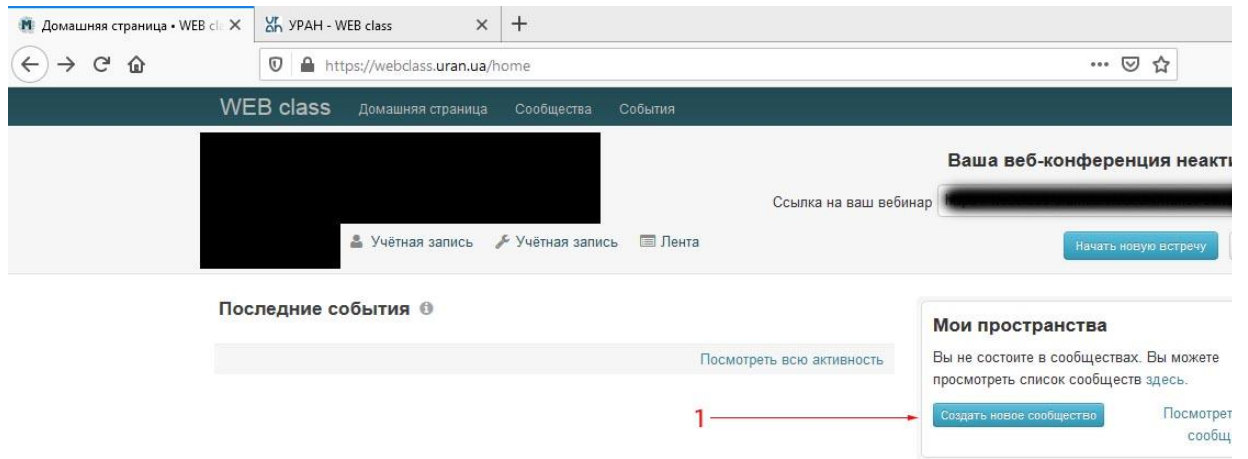 Домашняя страница • WEB cl
УРАН - WEB class
https://webclass.uran.ua/home
WEB class Домашняя страница Сообщества События
Ваша веб-конференция неакти
Ссылка на ваш вебинар
Учётная запись Учётная запись Лента
Начать новую встречу
Последние события
Мои пространства
Посмотреть всю активность
Вы не состоите в сообществах. Вы можете
просмотреть список сообществ здесь.
1
Создать новое сообщество
Посмотрет
сообщ